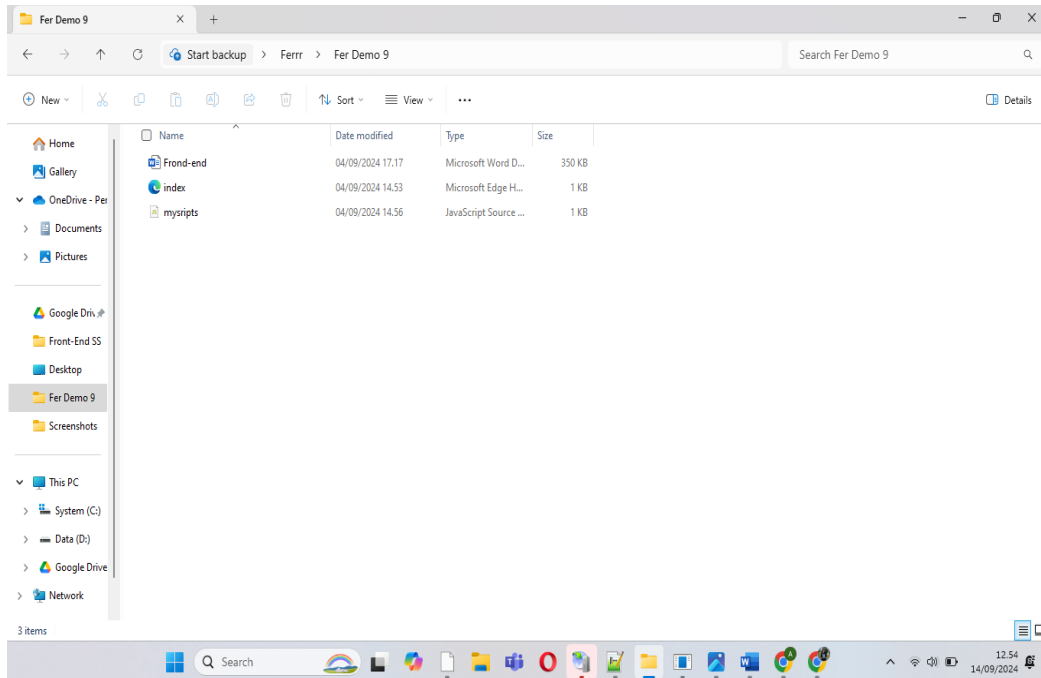 Fer Demo 9
Start backup > Ferrr > Fer Demo 9
Search Fer Demo 9
New
Sort
View
Details
Name
Date modified
Type
Size
Frond-end 04/09/2024 17.17 Microsoft Word D... 350 KB
index 04/09/2024 14.53 Microsoft Edge H... 1 KB
mysripts 04/09/2024 14.56 JavaScript Source ... 1 KB
Home
Gallery
OneDrive - Per
Documents
Pictures
Google Driv
Front-End SS
Desktop
Fer Demo 9
Screenshots
This PC
System (C:)
Data (D:)
Google Drive
Network
3 items
Search
12.54
14/09/2024